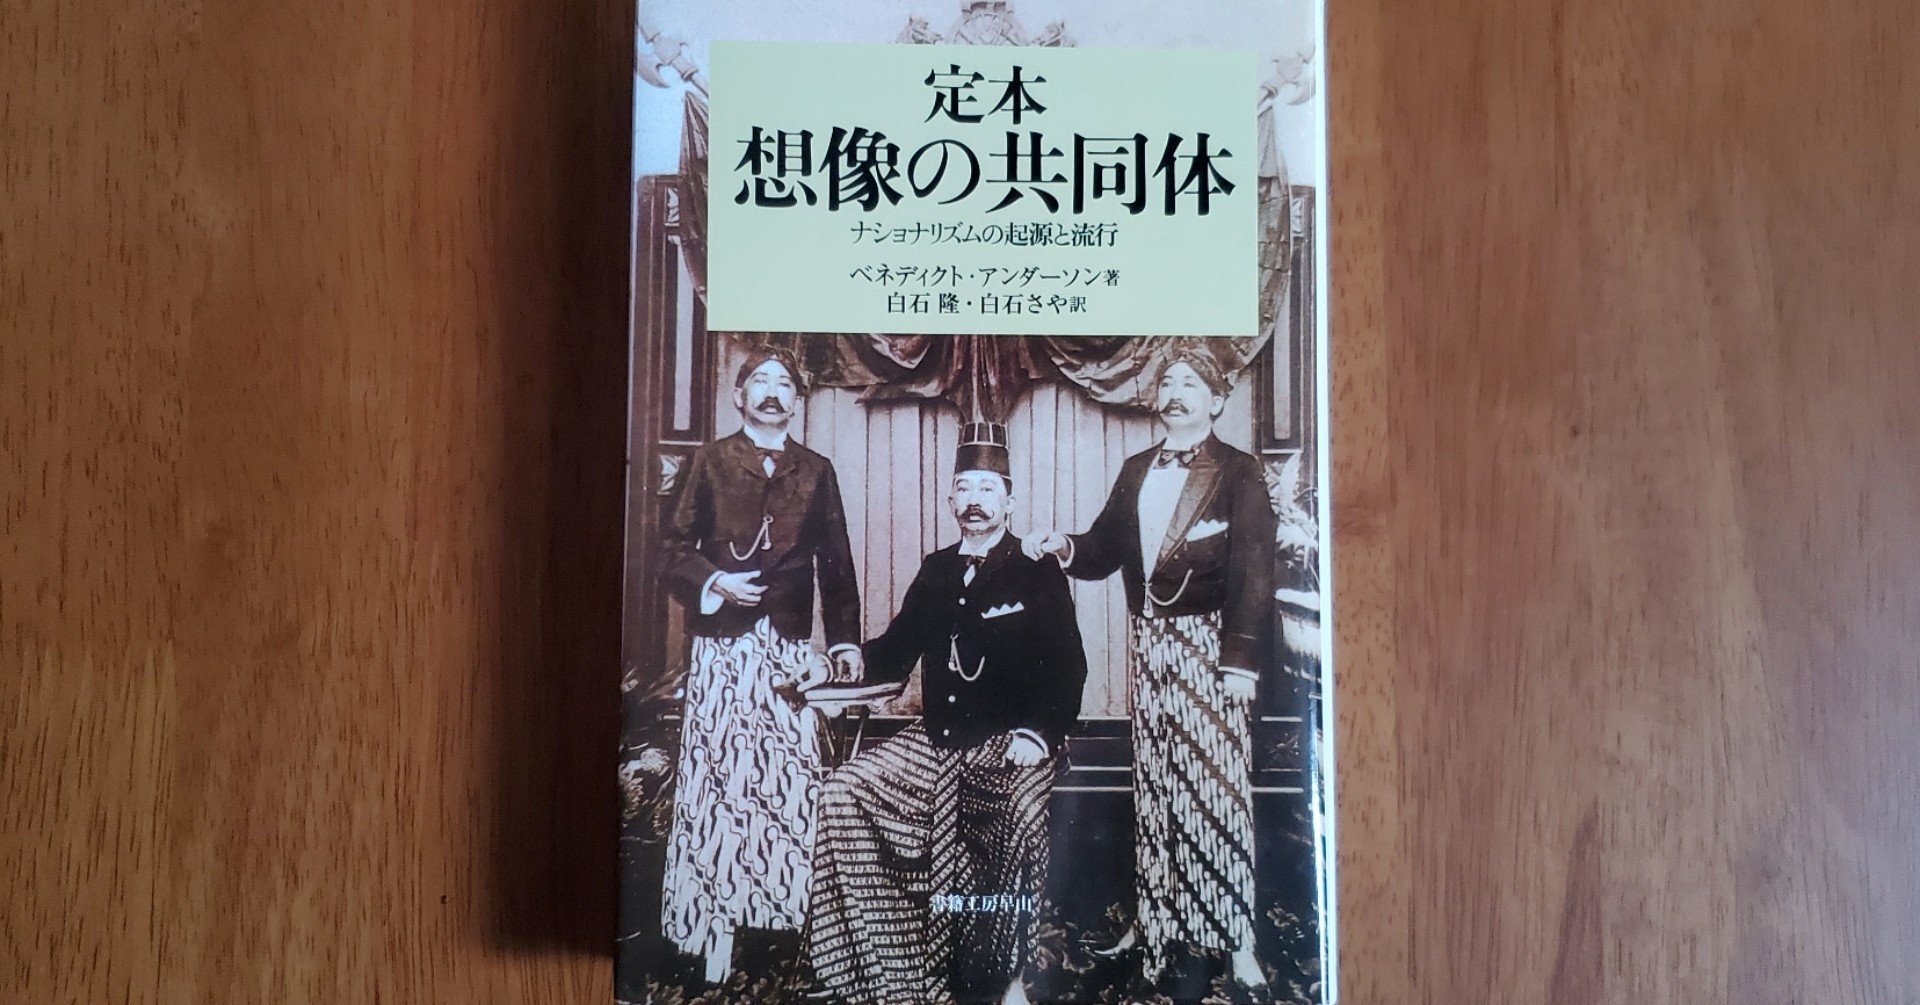 定本
想像の共同体
ナショナリズムの起源と流行
ベネディクト・アンダーソン著
白石 隆・白石さや訳
書籍工房早山